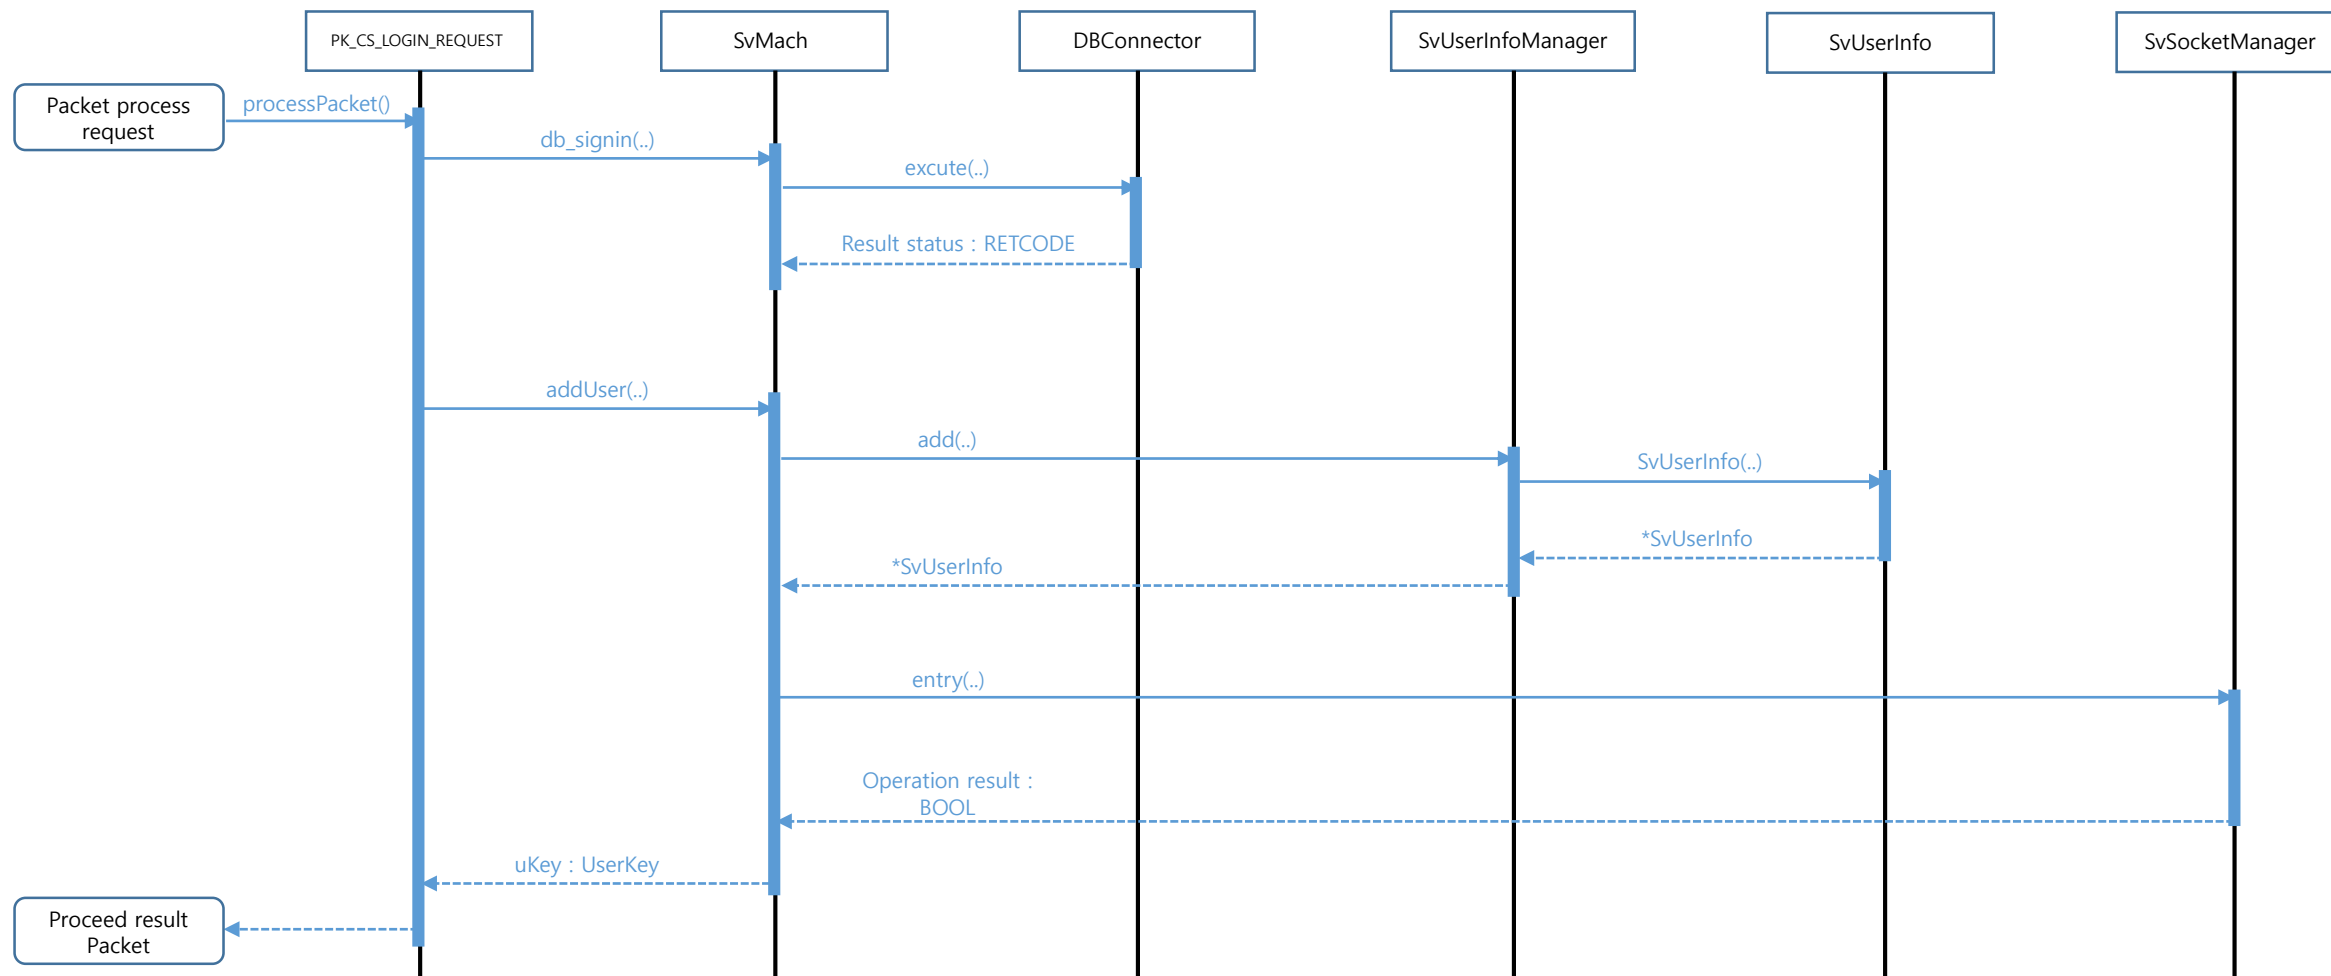 PK_CS_LOGIN_REQUEST
SvMach
DBConnector
SvUserInfoManager
SvUserInfo
SvSocketManager
Packet process
request
processPacket()
db_signin(..)
excute(..)
Result status : RETCODE
addUser(..)
add(..)
SvUserInfo(..)
*SvUserInfo
*SvUserInfo
entry(..)
Operation result :
BOOL
uKey : UserKey
Proceed result
Packet